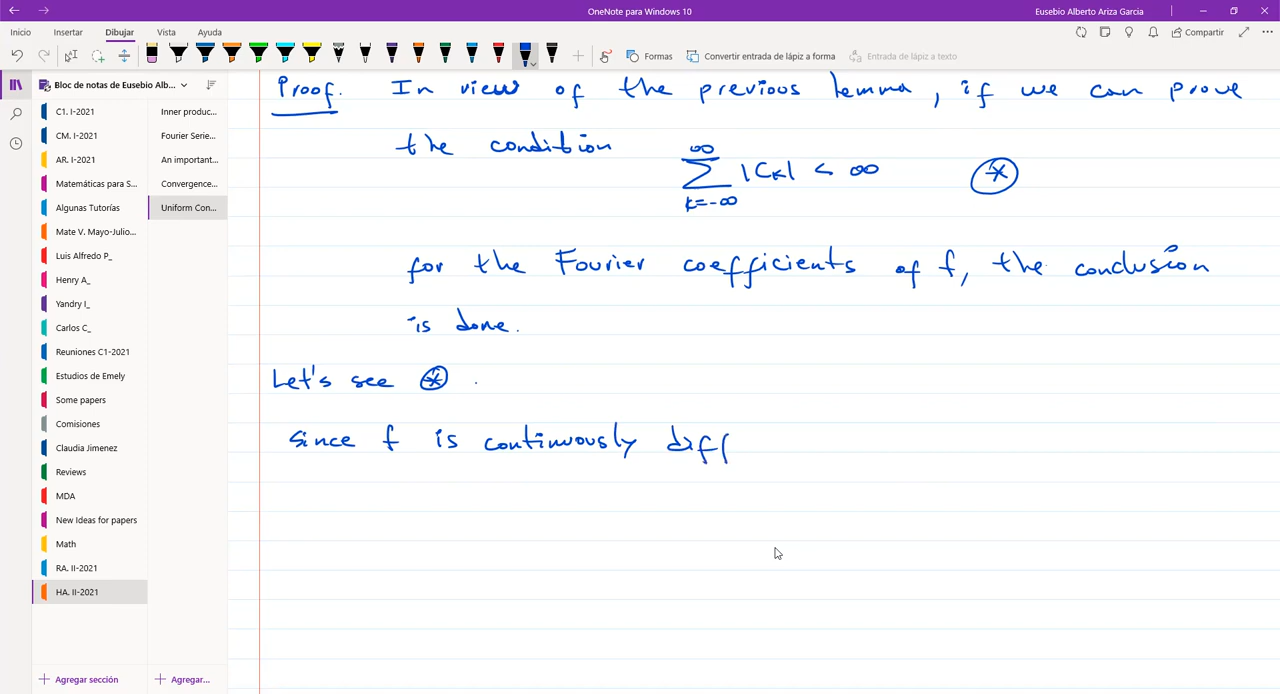 OneNote para Windows 10
Eusebio Alberto Ariza Garcia
Inicio Insertar Dibujar Vista Ayuda
Compartir
Formas Convertir entrada de lápiz a forma Entrada de lápiz a texto
Bloc de notas de Eusebio Alb...
C1. I-2021
CM. I-2021
AR. I-2021
Matemáticas para S...
Algunas Tutorías
Mate V. Mayo-Julio...
Luis Alfredo P_
Henry A_
Yandry I_
Carlos C_
Reuniones C1-2021
Estudios de Emely
Some papers
Comisiones
Claudia Jimenez
Reviews
MDA
New Ideas for papers
Math
RA. II-2021
HA. II-2021
Agregar sección
Inner produc...
Fourier Serie...
An important...
Convergence...
Uniform Con...
Agregar...
Proof. In view of the previous lemma, if we can prove
the condition
∑_{k=-∞}^{∞} |C_k| < ∞ ⊛
for the Fourier coefficients of f, the conclusion
is done.
Let's see ⊛ .
since f is continuously diff